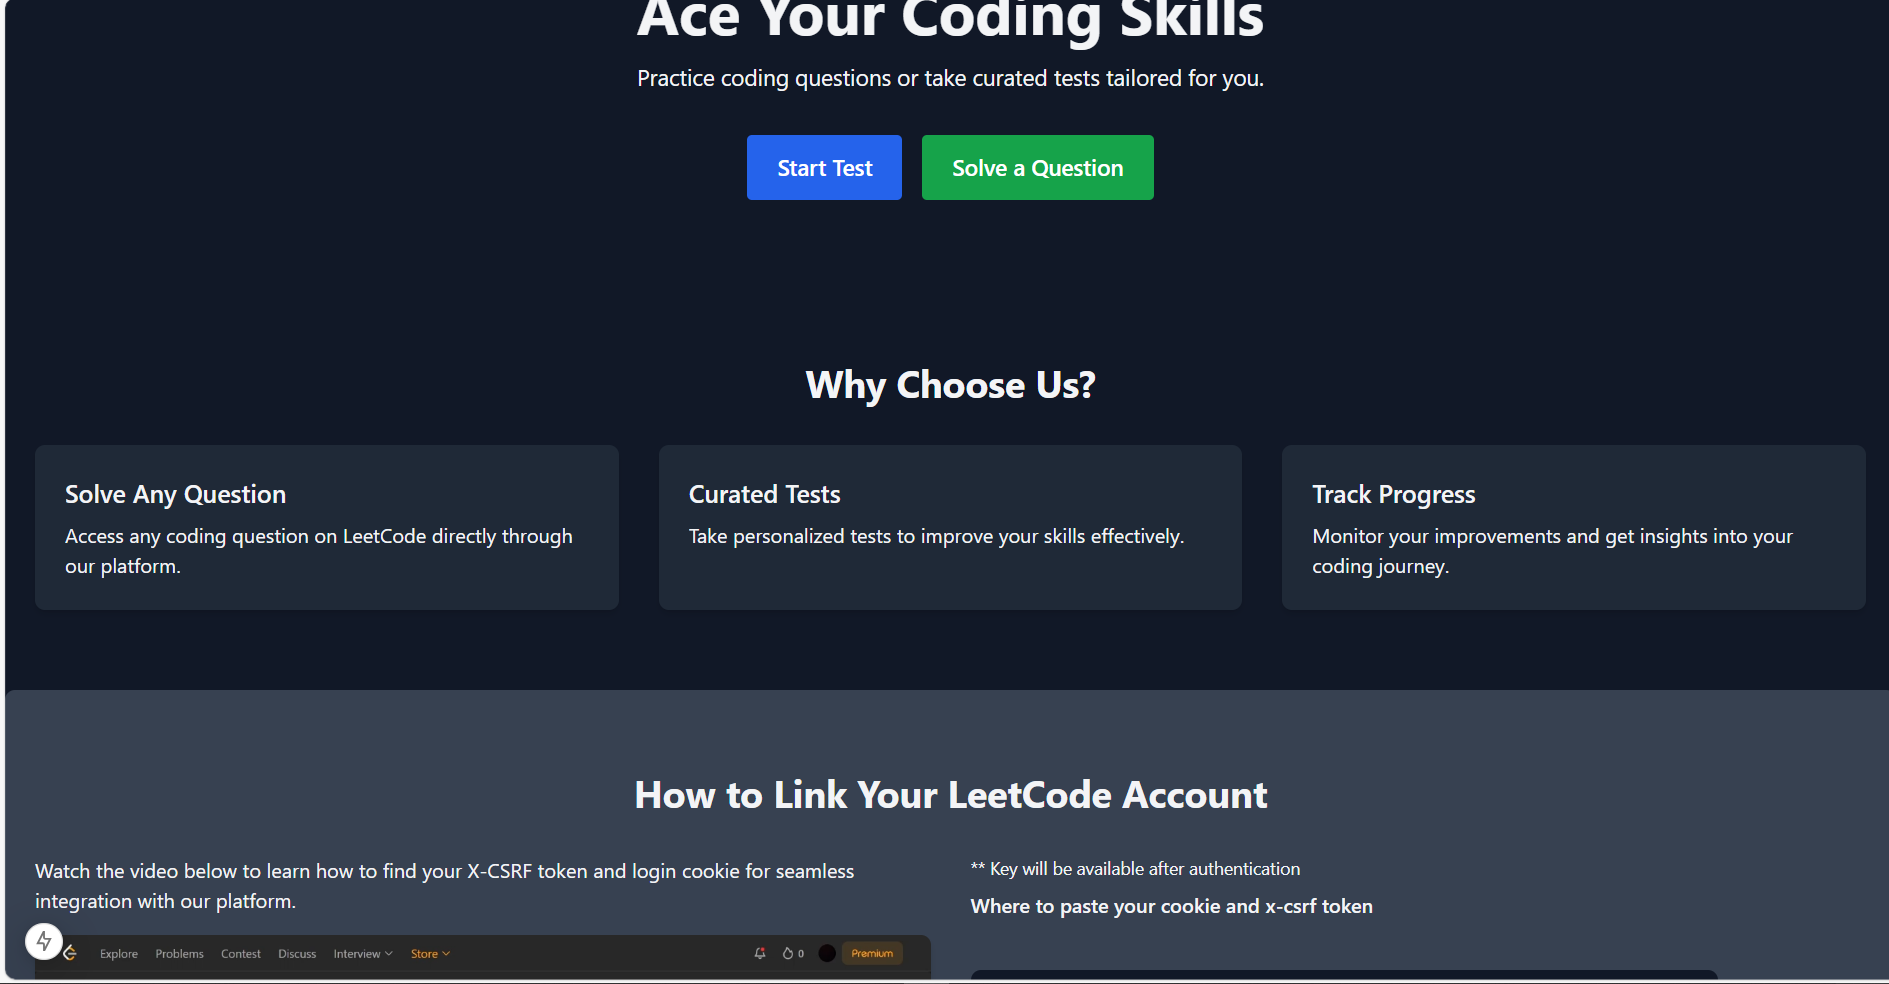 Ace Your Coding Skills
Practice coding questions or take curated tests tailored for you.
Start Test
Solve a Question
Why Choose Us?
Solve Any Question
Access any coding question on LeetCode directly through
our platform.
Curated Tests
Take personalized tests to improve your skills effectively.
Track Progress
Monitor your improvements and get insights into your
coding journey.
How to Link Your LeetCode Account
Watch the video below to learn how to find your X-CSRF token and login cookie for seamless
integration with our platform.
Explore Problems Contest Discuss Interview Store 0 Premium
** Key will be available after authentication
Where to paste your cookie and x-csrf token